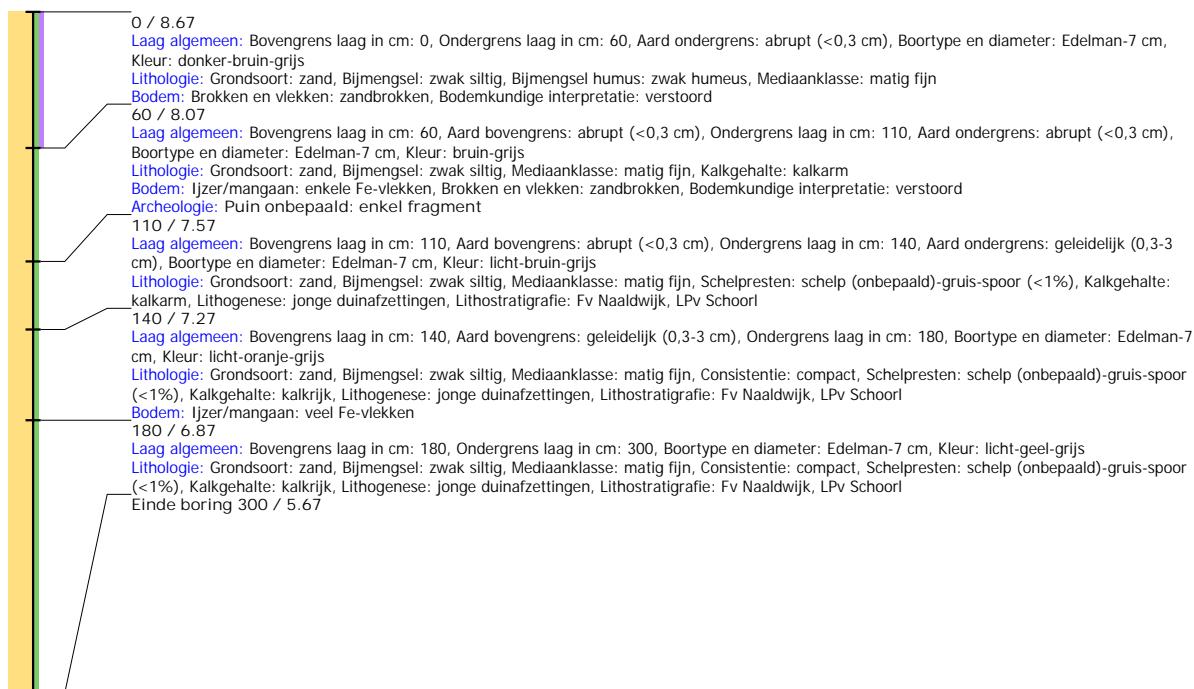 0 / 8.67
Laag algemeen: Bovengrens laag in cm: 0, Ondergrens laag in cm: 60, Aard ondergrens: abrupt (<0,3 cm), Boortype en diameter: Edelman-7 cm,
Kleur: donker-bruin-grijs
Lithologie: Grondsoort: zand, Bijmengsel: zwak siltig, Bijmengsel humus: zwak humeus, Mediaanklasse: matig fijn
Bodem: Brokken en vlekken: zandbrokken, Bodemkundige interpretatie: verstoord
60 / 8.07
Laag algemeen: Bovengrens laag in cm: 60, Aard bovengrens: abrupt (<0,3 cm), Ondergrens laag in cm: 110, Aard ondergrens: abrupt (<0,3 cm),
Boortype en diameter: Edelman-7 cm, Kleur: bruin-grijs
Lithologie: Grondsoort: zand, Bijmengsel: zwak siltig, Mediaanklasse: matig fijn, Kalkgehalte: kalkarm
Bodem: Ijzer/mangaan: enkele Fe-vlekken, Brokken en vlekken: zandbrokken, Bodemkundige interpretatie: verstoord
Archeologie: Puin onbepaald: enkel fragment
110 / 7.57
Laag algemeen: Bovengrens laag in cm: 110, Aard bovengrens: abrupt (<0,3 cm), Ondergrens laag in cm: 140, Aard ondergrens: geleidelijk (0,3-3
cm), Boortype en diameter: Edelman-7 cm, Kleur: licht-bruin-grijs
Lithologie: Grondsoort: zand, Bijmengsel: zwak siltig, Mediaanklasse: matig fijn, Schelpresten: schelp (onbepaald)-gruis-spoor (<1%), Kalkgehalte:
kalkarm, Lithogenese: jonge duinafzettingen, Lithostratigrafie: Fv Naaldwijk, LPv Schoorl
140 / 7.27
Laag algemeen: Bovengrens laag in cm: 140, Aard bovengrens: geleidelijk (0,3-3 cm), Ondergrens laag in cm: 180, Boortype en diameter: Edelman-7
cm, Kleur: licht-oranje-grijs
Lithologie: Grondsoort: zand, Bijmengsel: zwak siltig, Mediaanklasse: matig fijn, Consistentie: compact, Schelpresten: schelp (onbepaald)-gruis-spoor
(<1%), Kalkgehalte: kalkrijk, Lithogenese: jonge duinafzettingen, Lithostratigrafie: Fv Naaldwijk, LPv Schoorl
Bodem: Ijzer/mangaan: veel Fe-vlekken
180 / 6.87
Laag algemeen: Bovengrens laag in cm: 180, Ondergrens laag in cm: 300, Boortype en diameter: Edelman-7 cm, Kleur: licht-geel-grijs
Lithologie: Grondsoort: zand, Bijmengsel: zwak siltig, Mediaanklasse: matig fijn, Consistentie: compact, Schelpresten: schelp (onbepaald)-gruis-spoor
(<1%), Kalkgehalte: kalkrijk, Lithogenese: jonge duinafzettingen, Lithostratigrafie: Fv Naaldwijk, LPv Schoorl
Einde boring 300 / 5.67